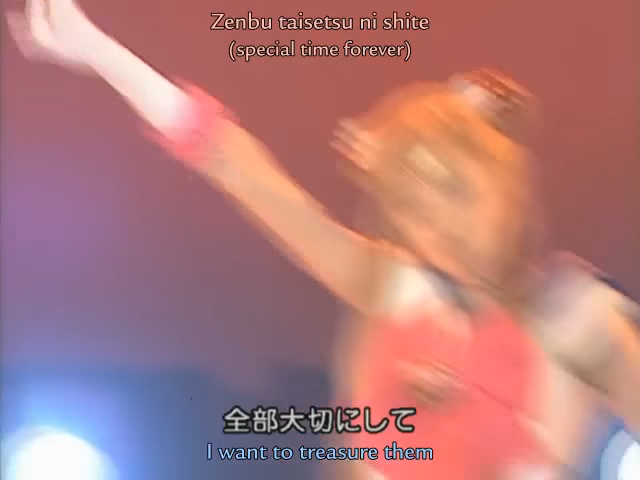 Zenbu taisetsu ni shite
(special time forever)
全部大切にして
I want to treasure them